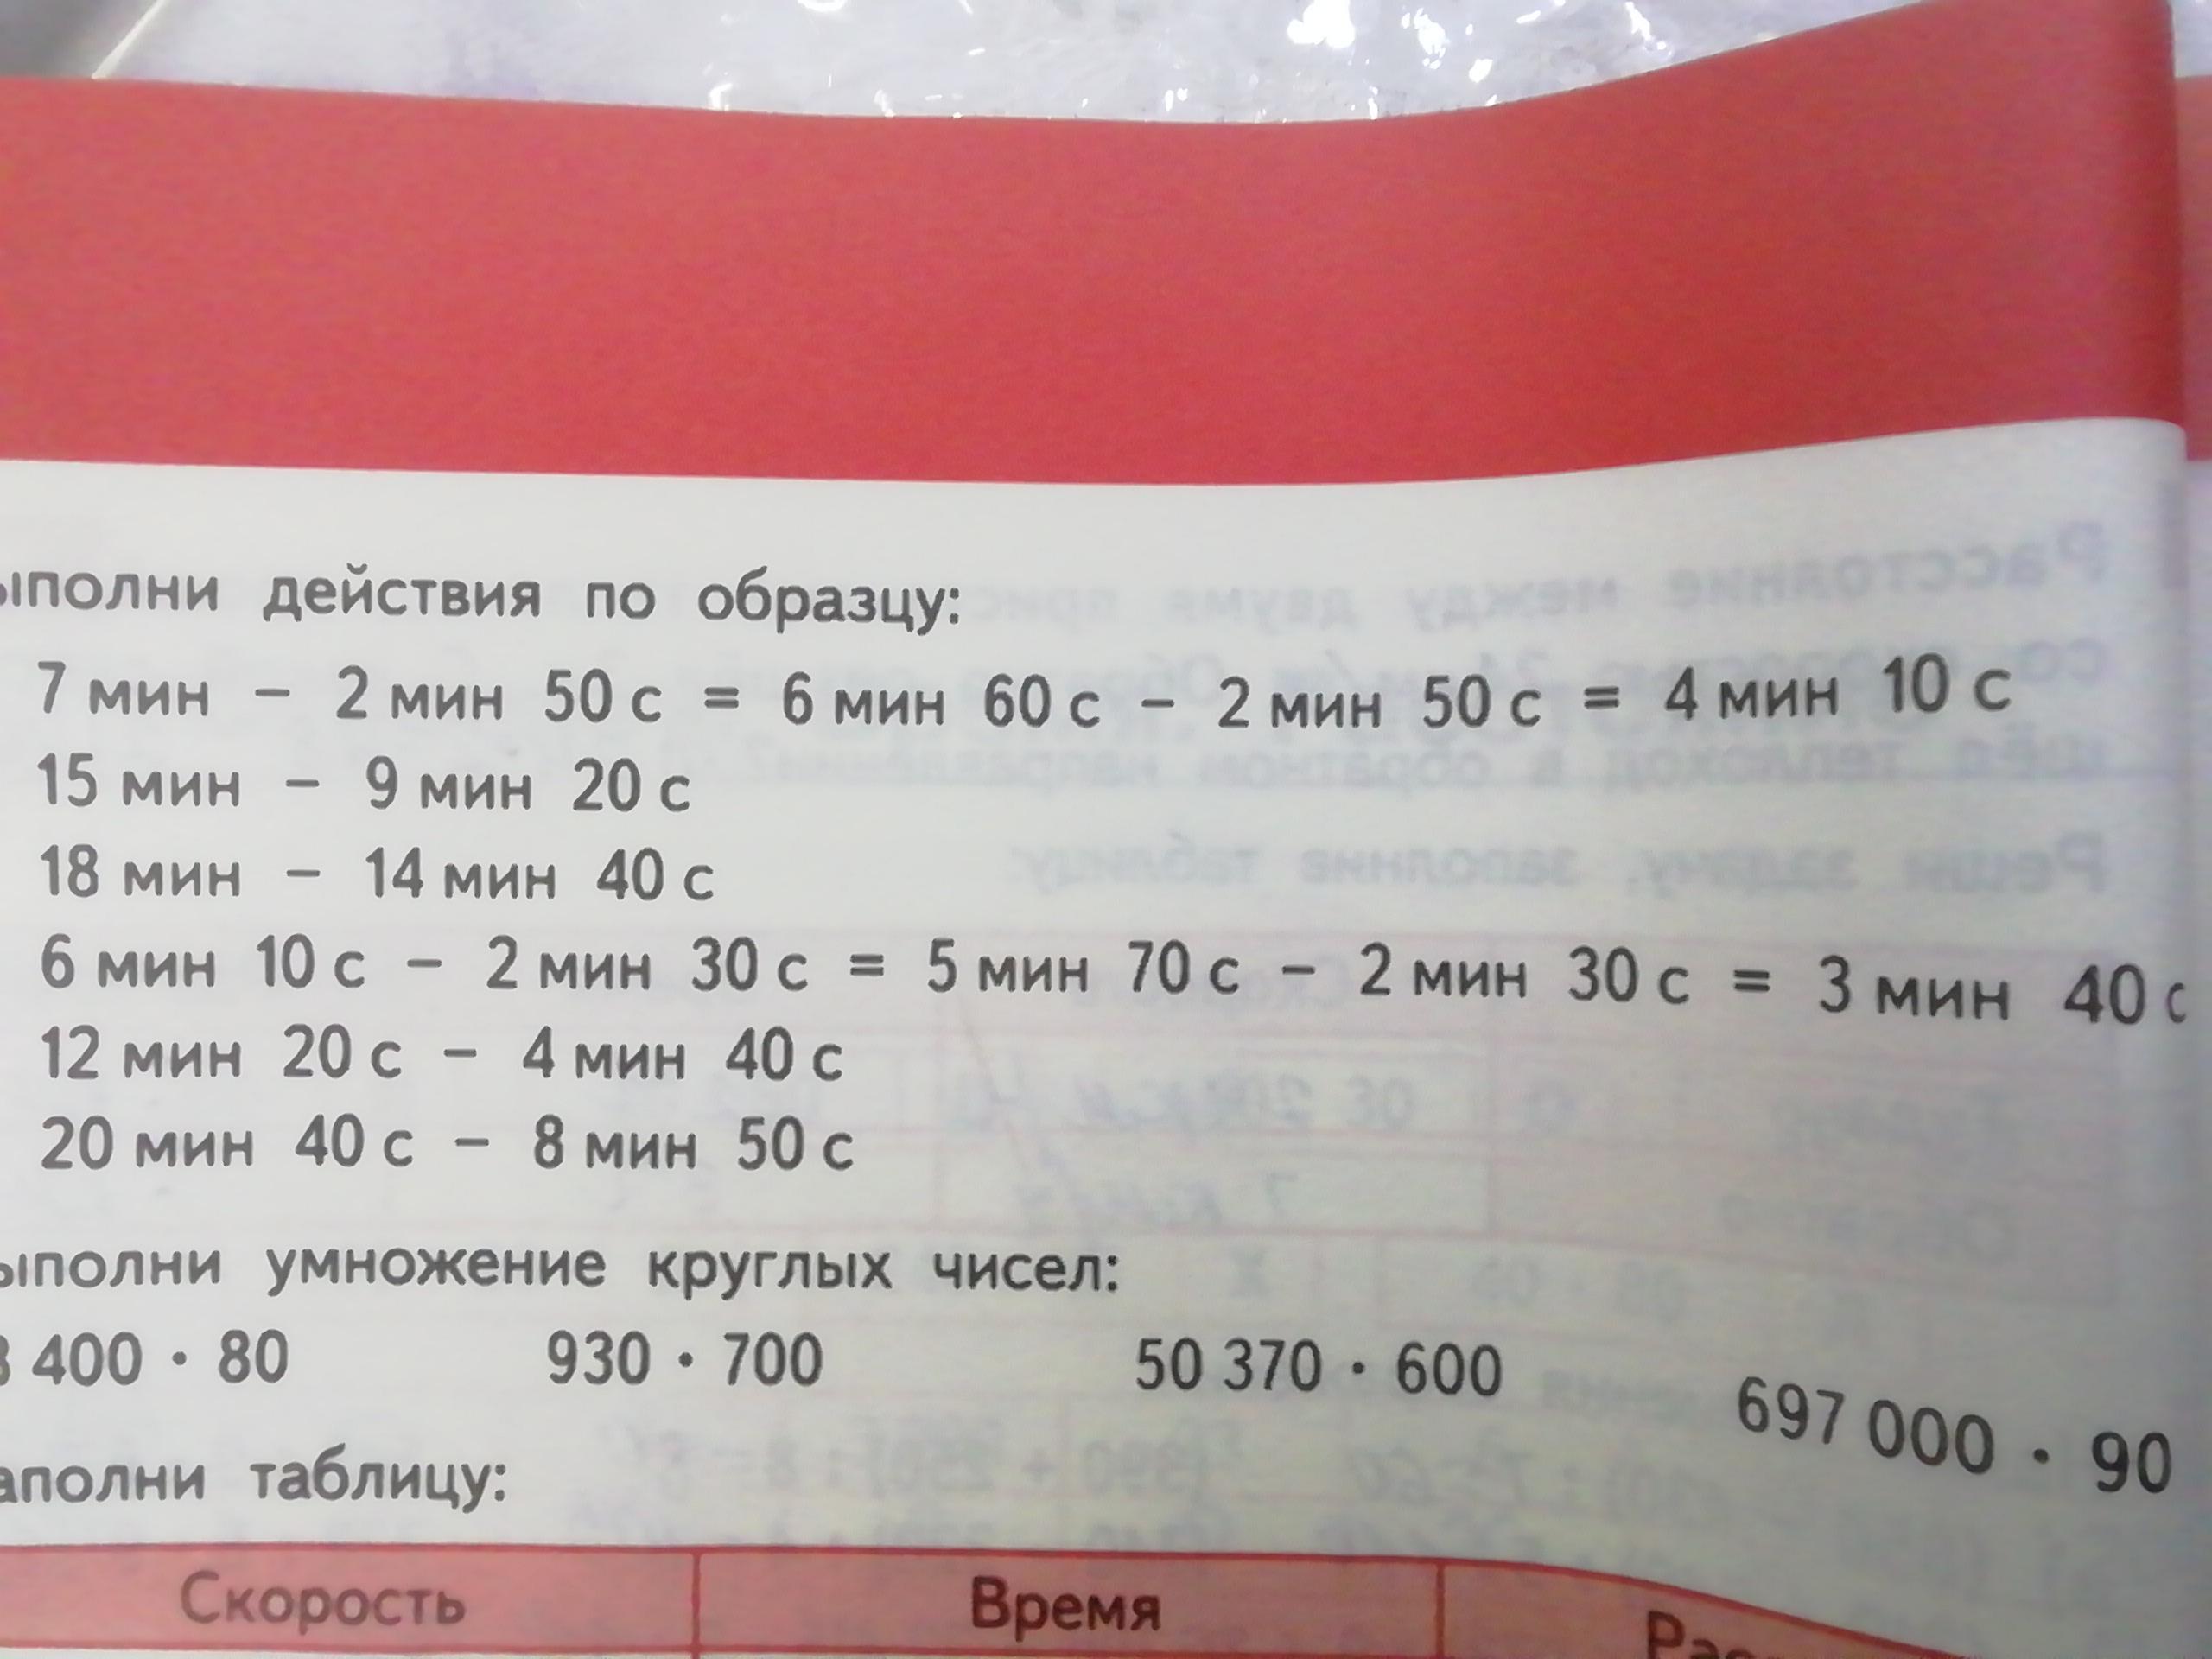 ыполни действия по образцу:
7 мин – 2 мин 50 с = 6 мин 60 с – 2 мин 50 с = 4 мин 10 с
15 мин – 9 мин 20 с
18 мин – 14 мин 40 с
6 мин 10 с – 2 мин 30 с = 5 мин 70 с – 2 мин 30 с = 3 мин 40 с
12 мин 20 с – 4 мин 40 с
20 мин 40 с – 8 мин 50 с
ыполни умножение круглых чисел:
400 · 80 930 · 700 50 370 · 600 697 000 · 90
аполни таблицу:
Скорость Время